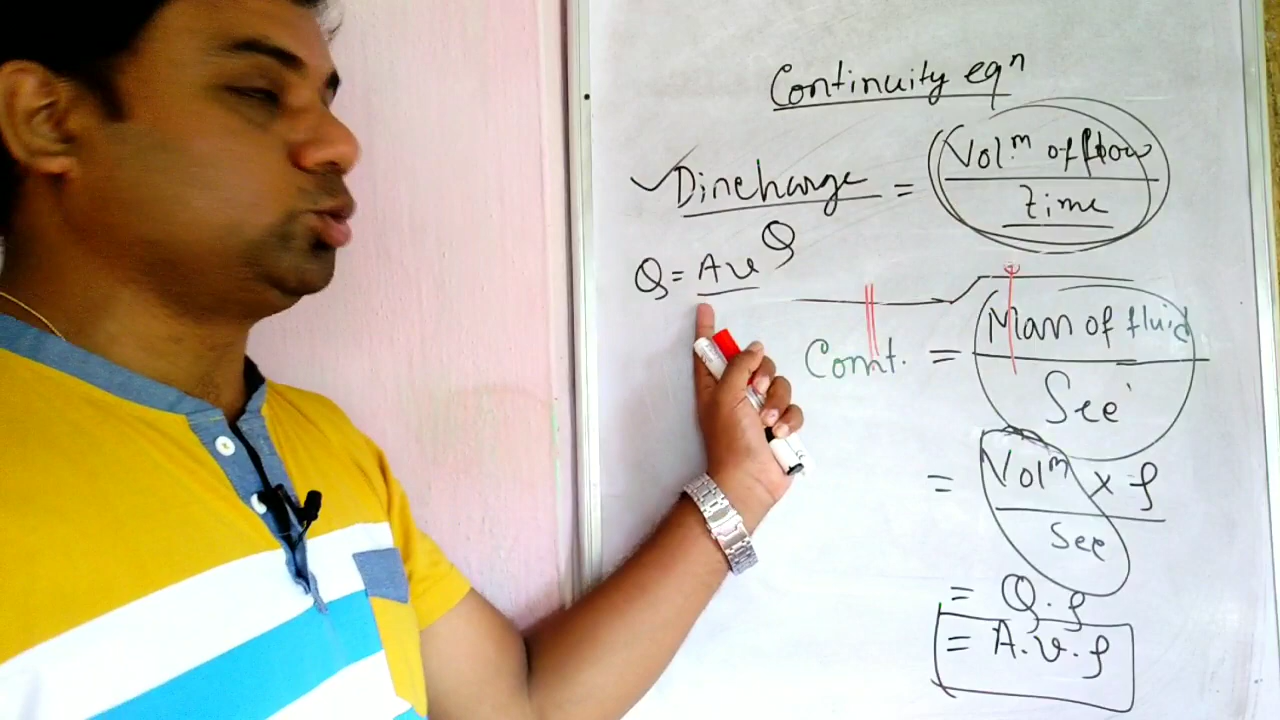 Continuity eqⁿ
Discharge = Volᵐ of flow / time
Q
Q = Av
Const. = Mass of fluid / Sec
= Volᵐ × ρ / Sec
= Q.ρ
= A.v.ρ